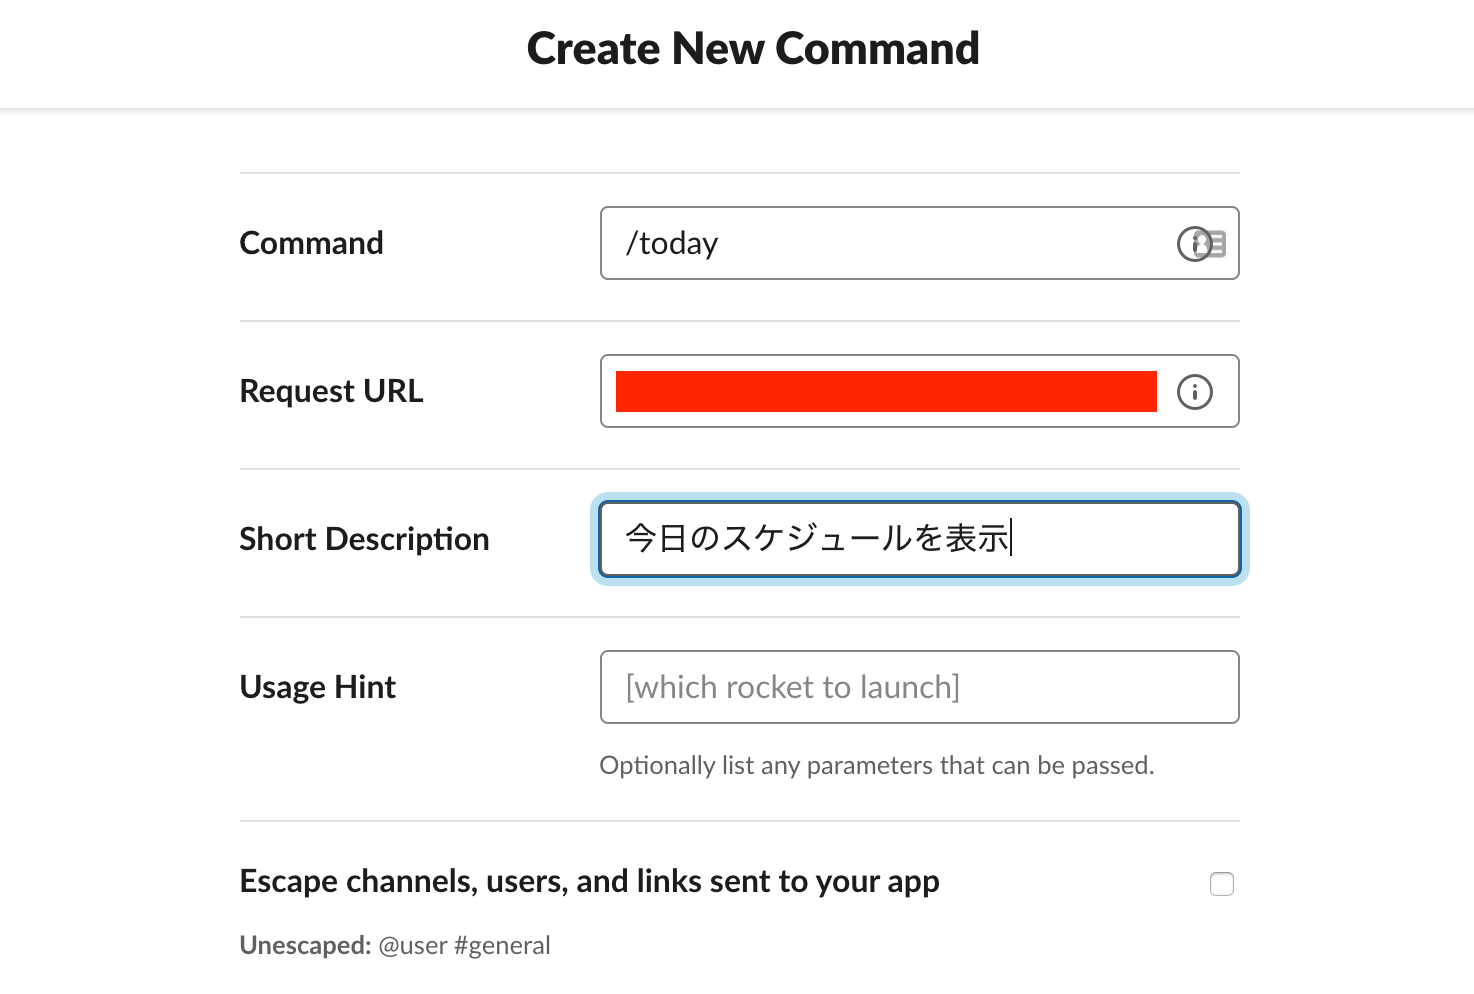 Create New Command
Command
/today
Request URL
Short Description
今日のスケジュールを表示
Usage Hint
[which rocket to launch]
Optionally list any parameters that can be passed.
Escape channels, users, and links sent to your app
Unescaped: @user #general